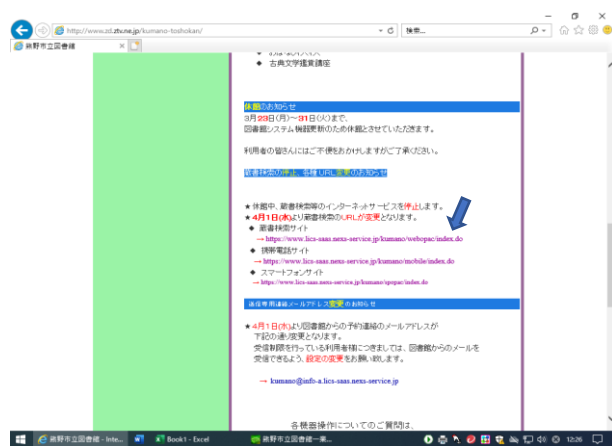 http://www.zd.ztv.ne.jp/kumano-toshokan/
検索...
熊野市立図書館
◆ 古典文学鑑賞講座
休館のお知らせ
3月23日(月)～31日(火)まで、
図書館システム機器更新のため休館とさせていただきます。
利用者の皆さんにはご不便をおかけしますがご了承ください。
蔵書検索の停止、各種URL変更のお知らせ
★休館中、蔵書検索等のインターネットサービスを停止します。
★4月1日(水)より蔵書検索のURLが変更となります。
◆ 蔵書検索サイト
→ https://www.lics-saas.nexs-service.jp/kumano/webopac/index.do
◆ 携帯電話サイト
→ https://www.lics-saas.nexs-service.jp/kumano/mobile/index.do
◆ スマートフォンサイト
→ https://www.lics-saas.nexs-service.jp/kumano/spopac/index.do
送信専用連絡メールアドレス変更のお知らせ
★4月1日(水)より図書館からの予約連絡のメールアドレスが
下記の通り変更となります。
受信制限を行っている利用者様につきましては、図書館からのメールを
受信できるよう、設定の変更をお願い致します。
→ kumano@info-a.lics-saas.nexs-service.jp
各機器操作についてのご質問は、
熊野市立図書館 - Inte...
Book1 - Excel
熊野市立図書館一東...
12:26